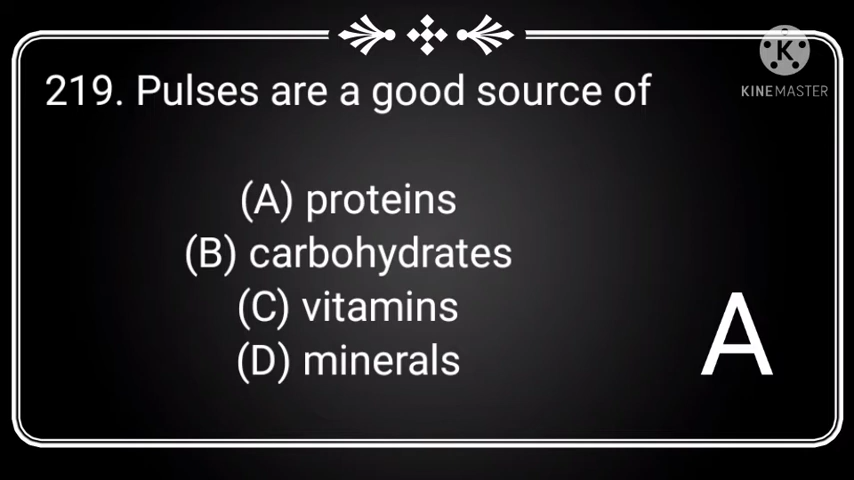 219. Pulses are a good source of
(A) proteins
(B) carbohydrates
(C) vitamins
(D) minerals
A
K
KINEMASTER